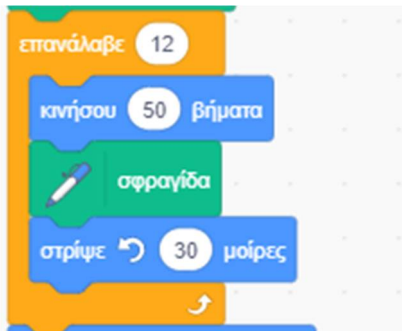 επανάλαβε 12
κινήσου 50 βήματα
σφραγίδα
στρίψε 30 μοίρες